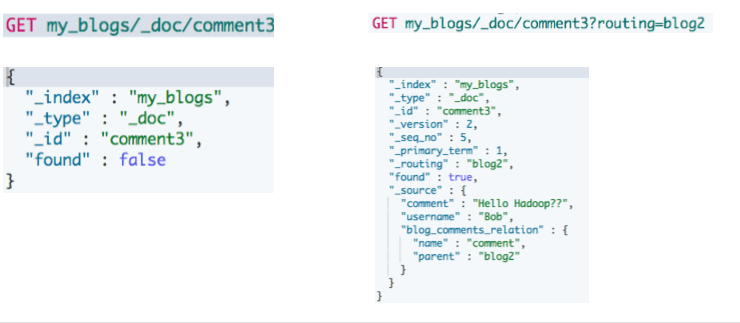 GET my_blogs/_doc/comment3
{
  "_index" : "my_blogs",
  "_type" : "_doc",
  "_id" : "comment3",
  "found" : false
}
GET my_blogs/_doc/comment3?routing=blog2
{
  "_index" : "my_blogs",
  "_type" : "_doc",
  "_id" : "comment3",
  "_version" : 2,
  "_seq_no" : 5,
  "_primary_term" : 1,
  "_routing" : "blog2",
  "found" : true,
  "_source" : {
    "comment" : "Hello Hadoop??",
    "username" : "Bob",
    "blog_comments_relation" : {
      "name" : "comment",
      "parent" : "blog2"
    }
  }
}